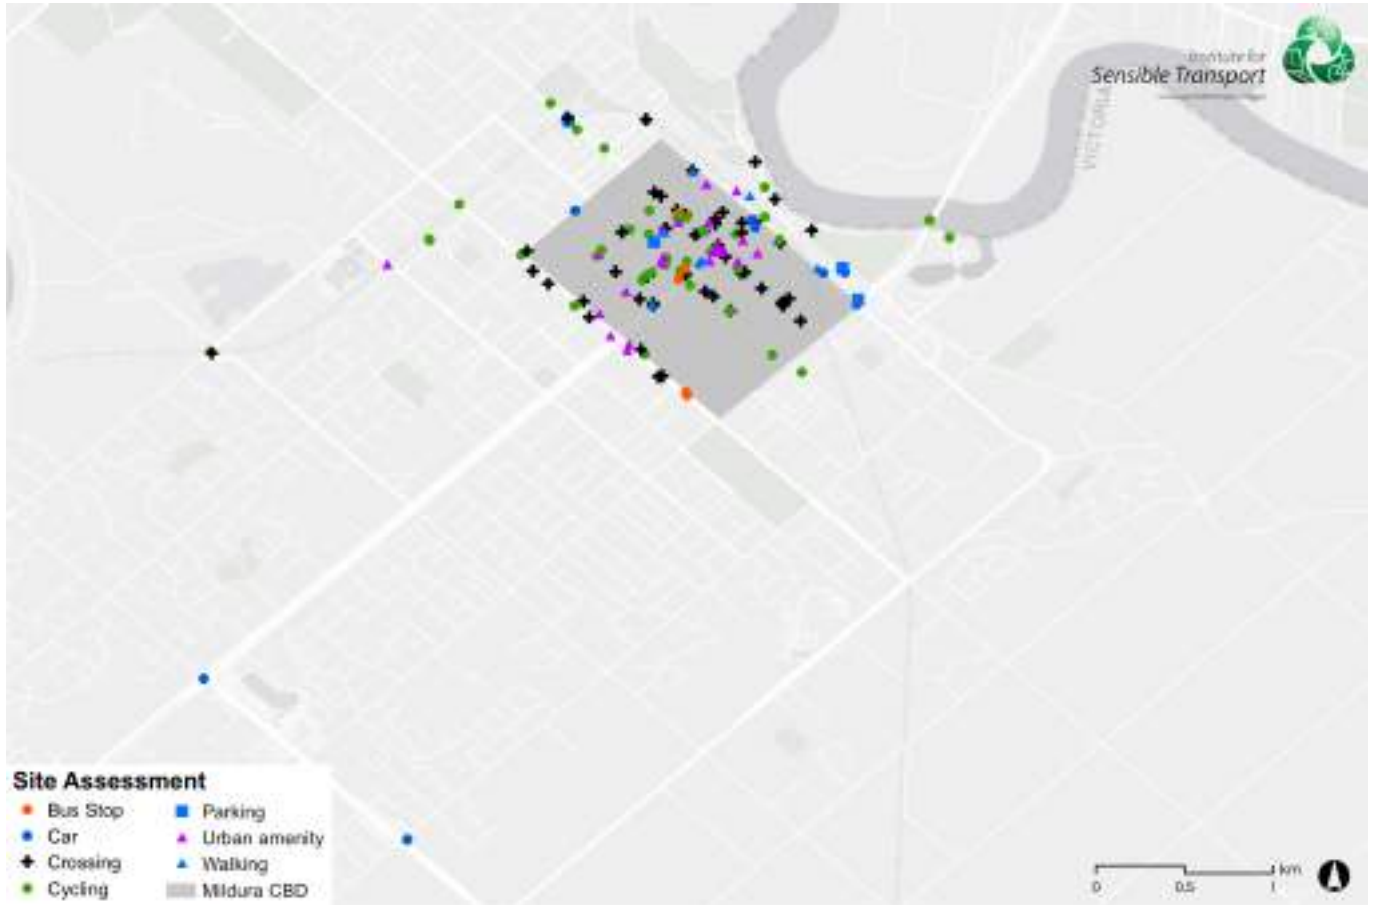 Institute for
Sensible Transport
VICTORIA
Site Assessment
Bus Stop
Car
Crossing
Cycling
Parking
Urban amenity
Walking
Mildura CBD
km
0
0.5
1